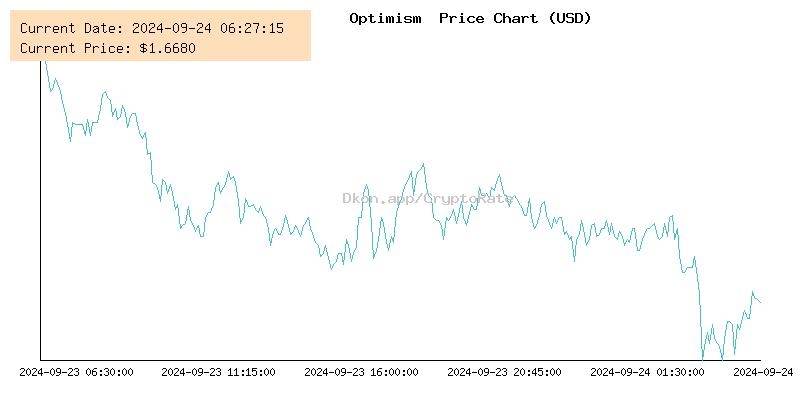 Optimism  Price Chart (USD)
Current Date: 2024-09-24 06:27:15
Current Price: $1.6680
Dkon.app/CryptoRate
2024-09-23 06:30:00 2024-09-23 11:15:00 2024-09-23 16:00:00 2024-09-23 20:45:00 2024-09-24 01:30:00 2024-09-24